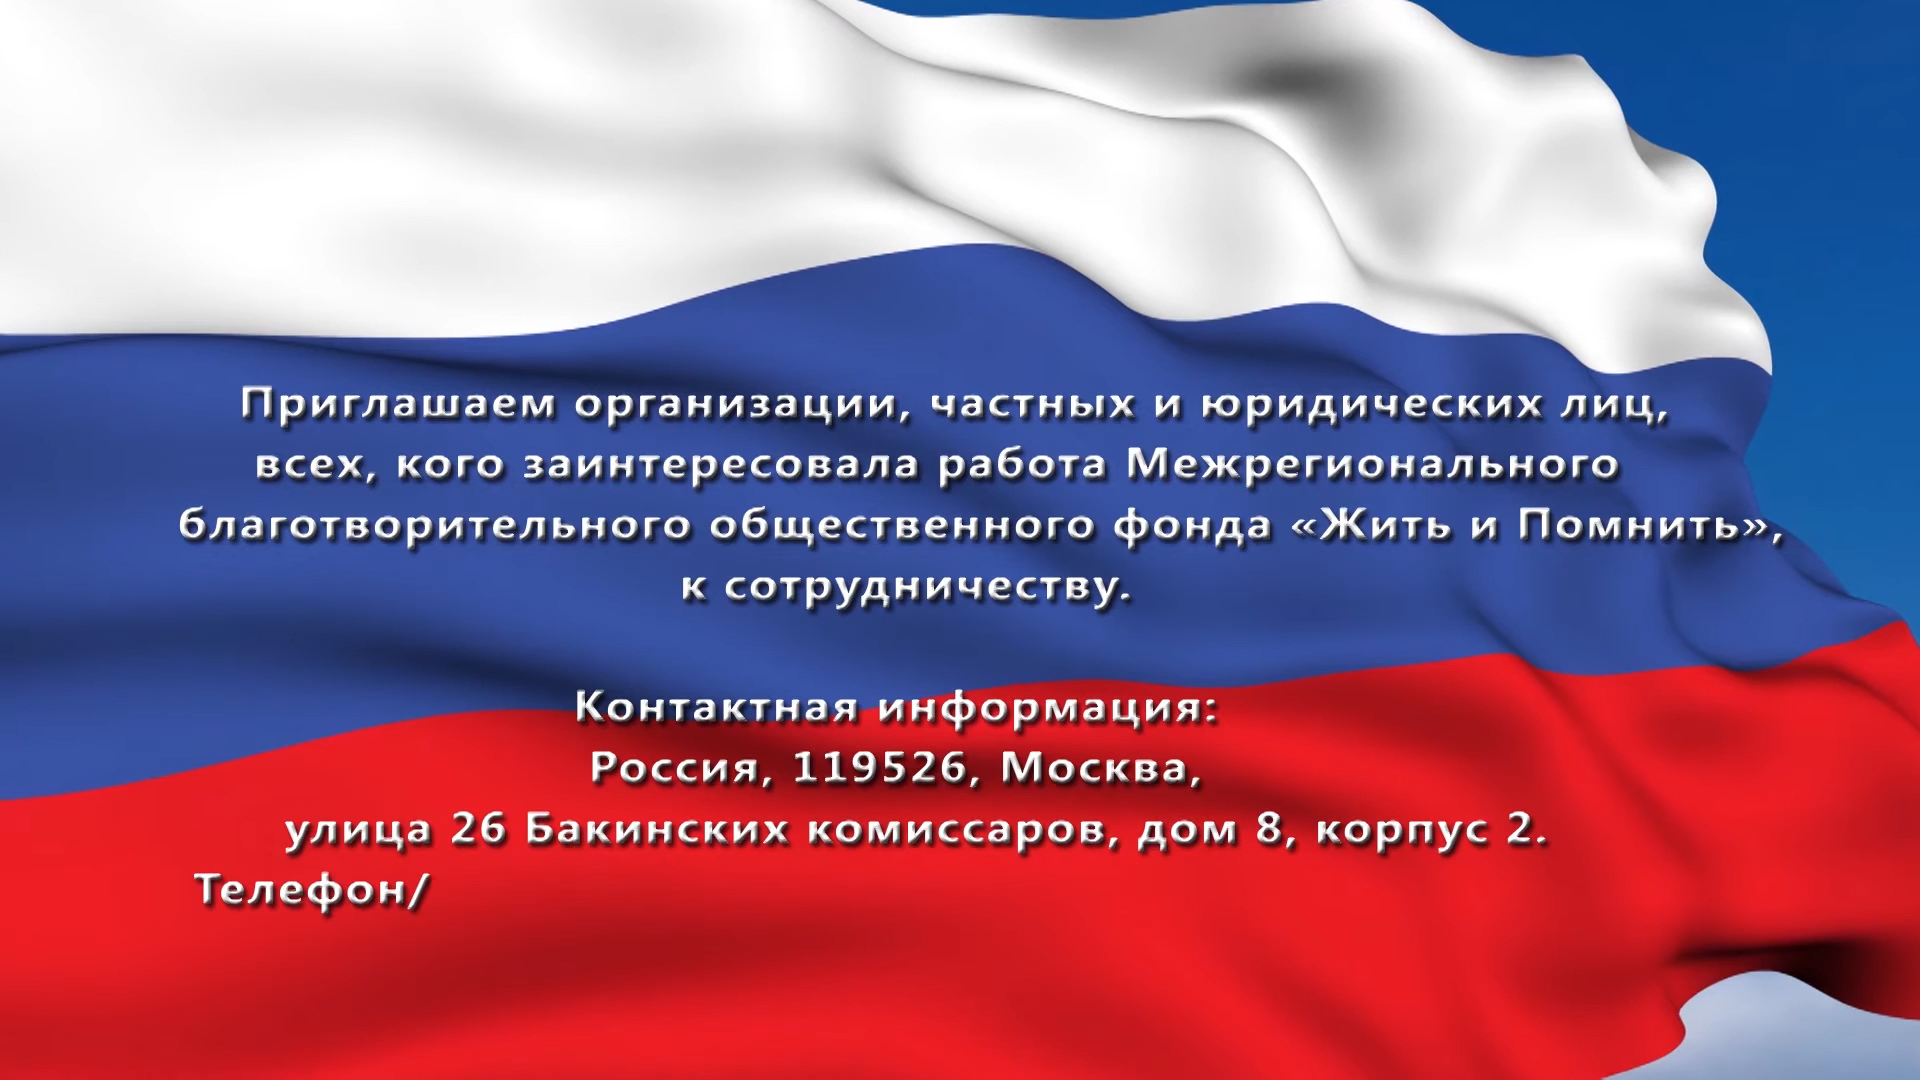 Приглашаем организации, частных и юридических лиц,
всех, кого заинтересовала работа Межрегионального
благотворительного общественного фонда «Жить и Помнить»,
к сотрудничеству.
Контактная информация:
Россия, 119526, Москва,
улица 26 Бакинских комиссаров, дом 8, корпус 2.
Телефон/